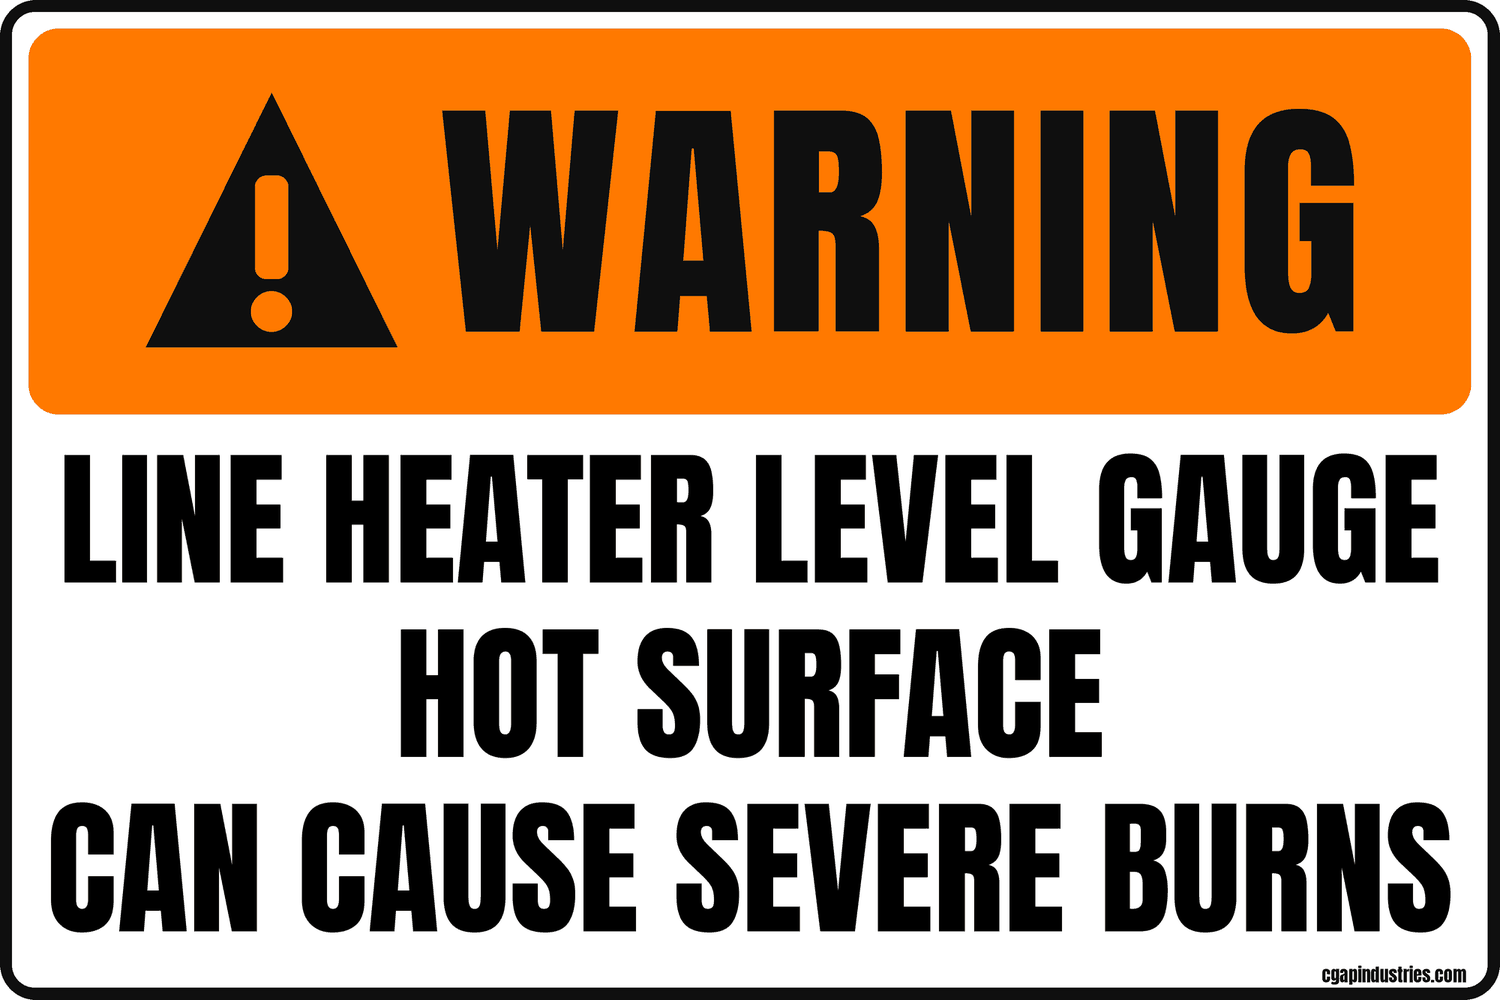 WARNING
LINE HEATER LEVEL GAUGE
HOT SURFACE
CAN CAUSE SEVERE BURNS
cgapindustries.com